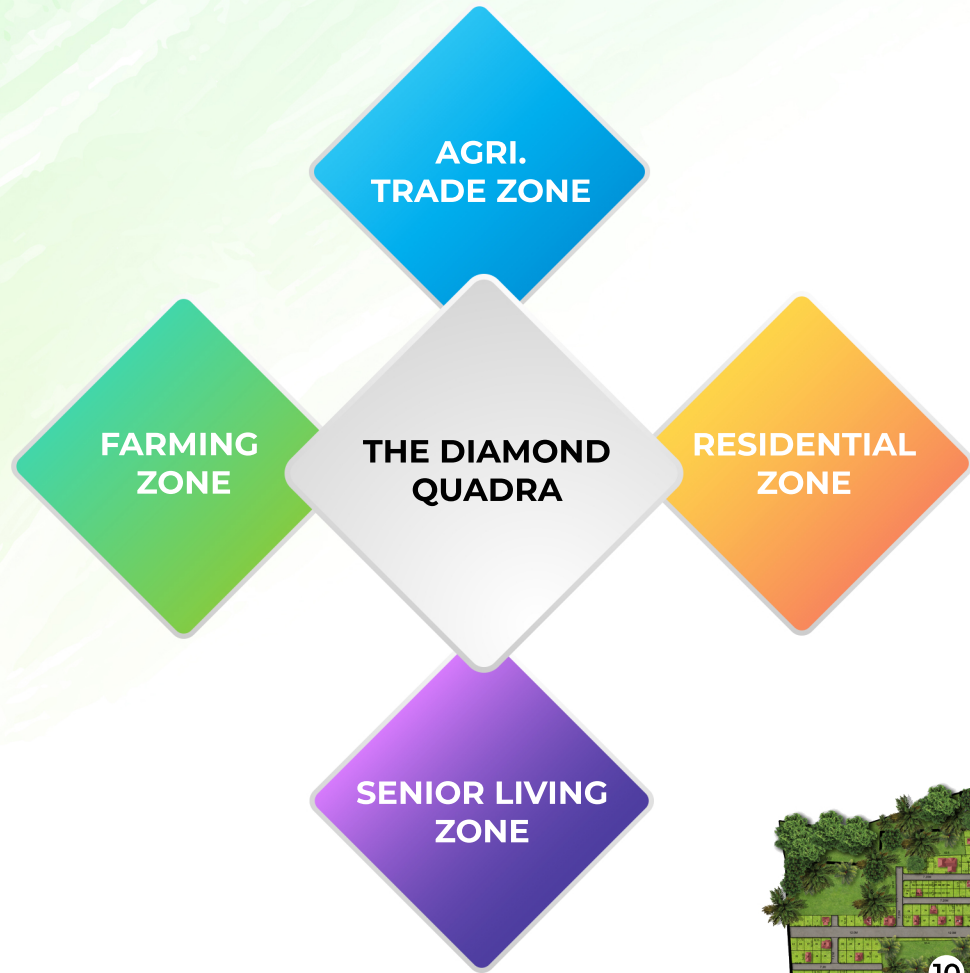 AGRI.
TRADE ZONE
FARMING
ZONE
THE DIAMOND
QUADRA
RESIDENTIAL
ZONE
SENIOR LIVING
ZONE